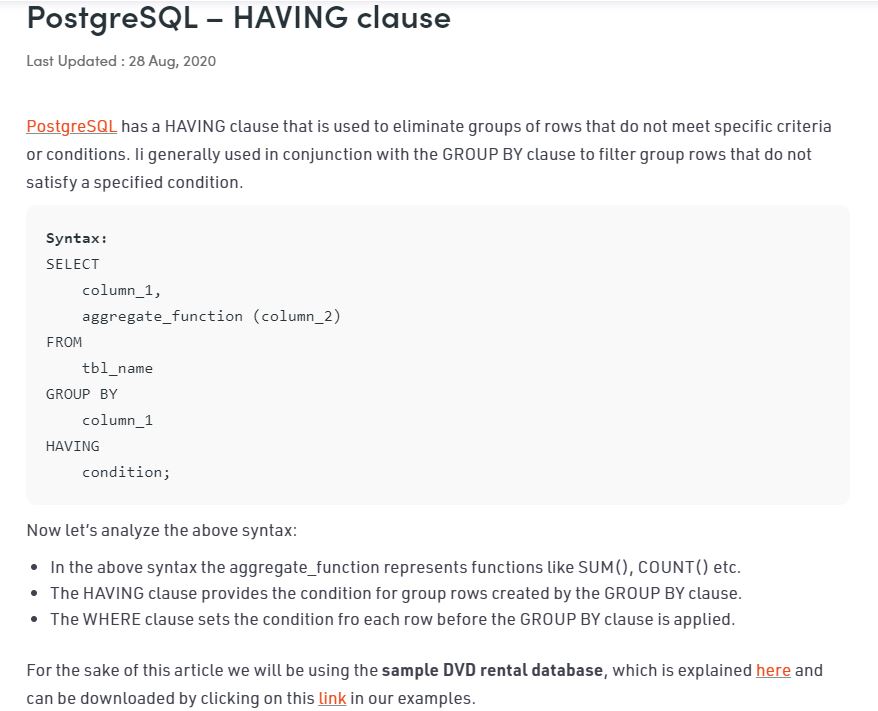 PostgreSQL – HAVING clause
Last Updated : 28 Aug, 2020
PostgreSQL has a HAVING clause that is used to eliminate groups of rows that do not meet specific criteria
or conditions. Ii generally used in conjunction with the GROUP BY clause to filter group rows that do not
satisfy a specified condition.
Syntax:
SELECT
    column_1,
    aggregate_function (column_2)
FROM
    tbl_name
GROUP BY
    column_1
HAVING
    condition;
Now let's analyze the above syntax:
• In the above syntax the aggregate_function represents functions like SUM(), COUNT() etc.
• The HAVING clause provides the condition for group rows created by the GROUP BY clause.
• The WHERE clause sets the condition fro each row before the GROUP BY clause is applied.
For the sake of this article we will be using the sample DVD rental database, which is explained here and
can be downloaded by clicking on this link in our examples.